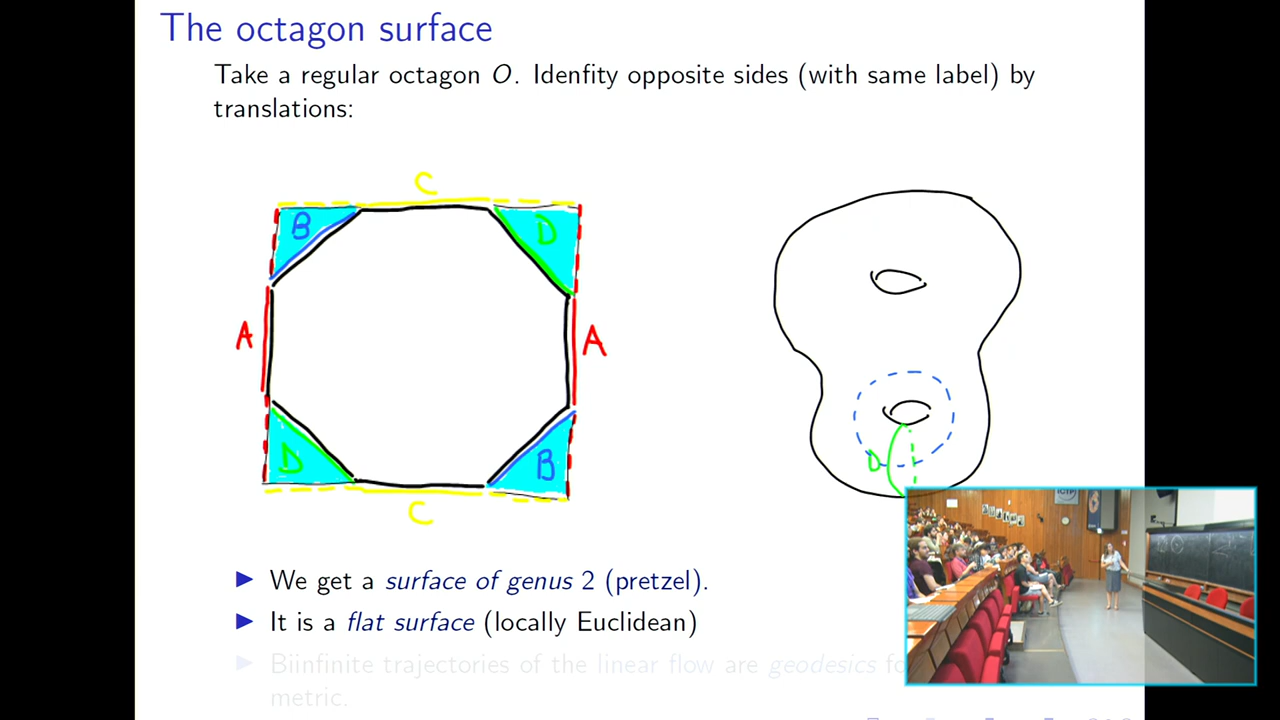 The octagon surface
Take a regular octagon O. Idenfity opposite sides (with same label) by
translations:
C
B
D
A
A
D
B
C
D
▶ We get a surface of genus 2 (pretzel).
▶ It is a flat surface (locally Euclidean)
▶ Biinfinite trajectories of the linear flow are geodesics
metric.
ICTP